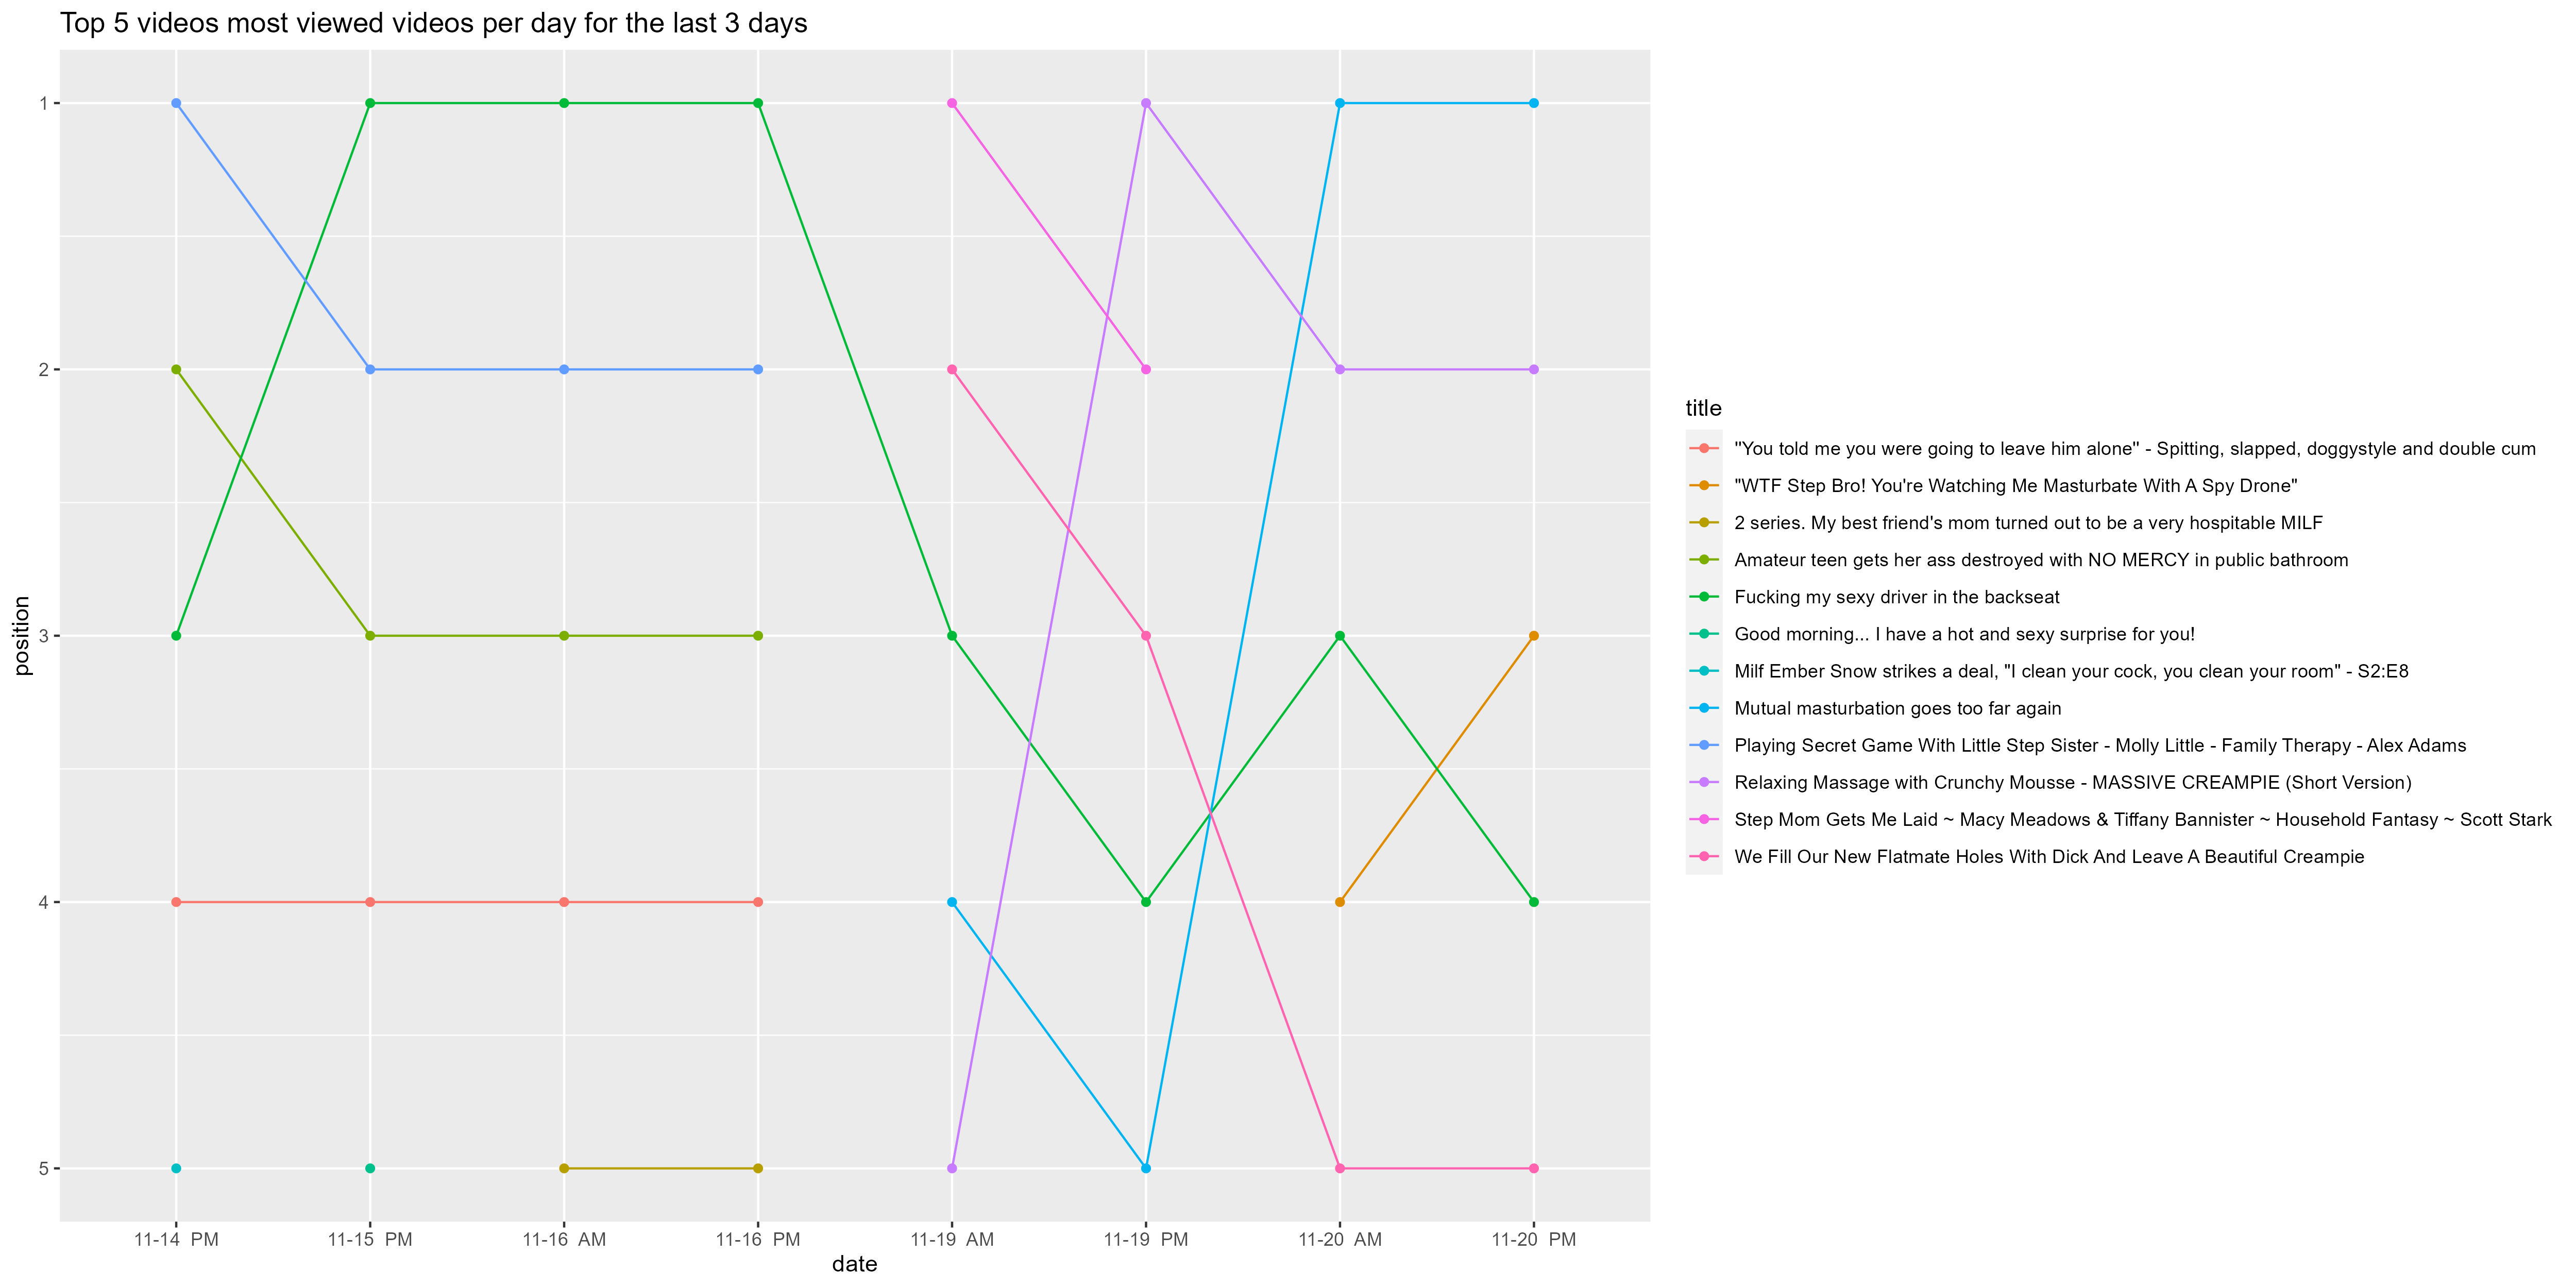 Top 5 videos most viewed videos per day for the last 3 days
position
1
2
3
4
5
11-14 PM
11-15 PM
11-16 AM
11-16 PM
11-19 AM
11-19 PM
11-20 AM
11-20 PM
date
title
"You told me you were going to leave him alone" - Spitting, slapped, doggystyle and double cum
"WTF Step Bro! You're Watching Me Masturbate With A Spy Drone"
2 series. My best friend's mom turned out to be a very hospitable MILF
Amateur teen gets her ass destroyed with NO MERCY in public bathroom
Fucking my sexy driver in the backseat
Good morning... I have a hot and sexy surprise for you!
Milf Ember Snow strikes a deal, "I clean your cock, you clean your room" - S2:E8
Mutual masturbation goes too far again
Playing Secret Game With Little Step Sister - Molly Little - Family Therapy - Alex Adams
Relaxing Massage with Crunchy Mousse - MASSIVE CREAMPIE (Short Version)
Step Mom Gets Me Laid ~ Macy Meadows & Tiffany Bannister ~ Household Fantasy ~ Scott Stark
We Fill Our New Flatmate Holes With Dick And Leave A Beautiful Creampie